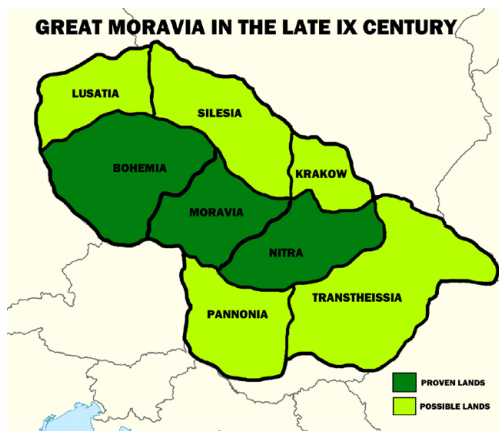 GREAT MORAVIA IN THE LATE IX CENTURY
LUSATIA
SILESIA
BOHEMIA
KRAKOW
MORAVIA
NITRA
PANNONIA
TRANSTHEISSIA
PROVEN LANDS
POSSIBLE LANDS